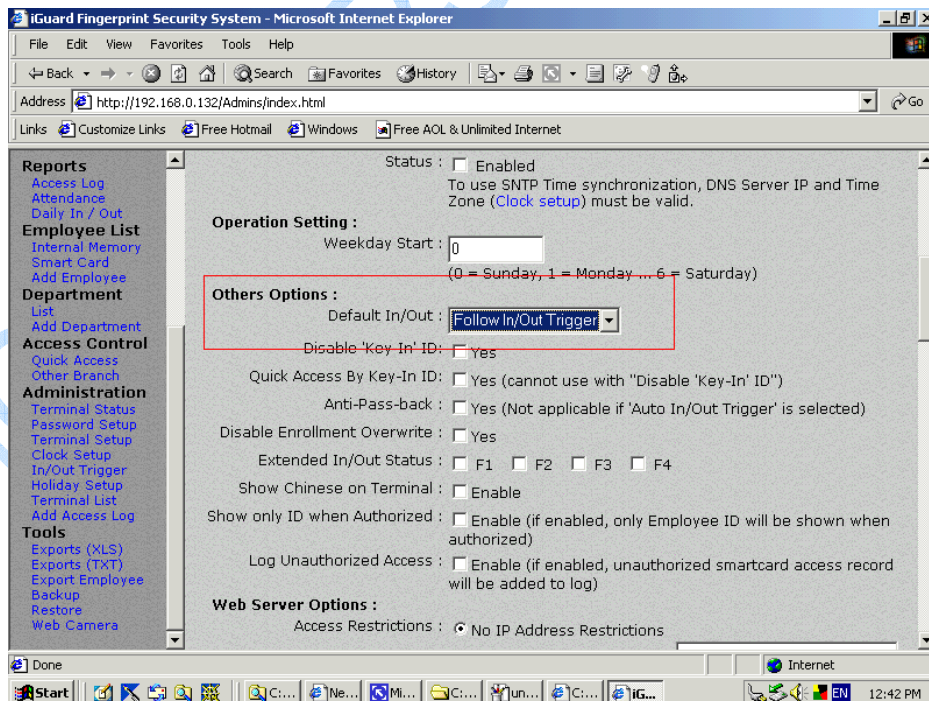 iGuard Fingerprint Security System - Microsoft Internet Explorer
File Edit View Favorites Tools Help
Back Search Favorites History
Address http://192.168.0.132/Admins/index.html Go
Links Customize Links Free Hotmail Windows Free AOL & Unlimited Internet
Reports
Access Log
Attendance
Daily In / Out
Employee List
Internal Memory
Smart Card
Add Employee
Department
List
Add Department
Access Control
Quick Access
Other Branch
Administration
Terminal Status
Password Setup
Terminal Setup
Clock Setup
In/Out Trigger
Holiday Setup
Terminal List
Add Access Log
Tools
Exports (XLS)
Exports (TXT)
Export Employee
Backup
Restore
Web Camera
Status : Enabled
To use SNTP Time synchronization, DNS Server IP and Time
Zone (Clock setup) must be valid.
Operation Setting :
Weekday Start : 0
(0 = Sunday, 1 = Monday ... 6 = Saturday)
Others Options :
Default In/Out : Follow In/Out Trigger
Disable 'Key-In' ID: Yes
Quick Access By Key-In ID: Yes (cannot use with "Disable 'Key-In' ID")
Anti-Pass-back : Yes (Not applicable if 'Auto In/Out Trigger' is selected)
Disable Enrollment Overwrite : Yes
Extended In/Out Status : F1 F2 F3 F4
Show Chinese on Terminal : Enable
Show only ID when Authorized : Enable (if enabled, only Employee ID will be shown when
authorized)
Log Unauthorized Access : Enable (if enabled, unauthorized smartcard access record
will be added to log)
Web Server Options :
Access Restrictions : No IP Address Restrictions
Done Internet
Start C:... Ne... Mi... C:... un... C:... iG... EN 12:42 PM